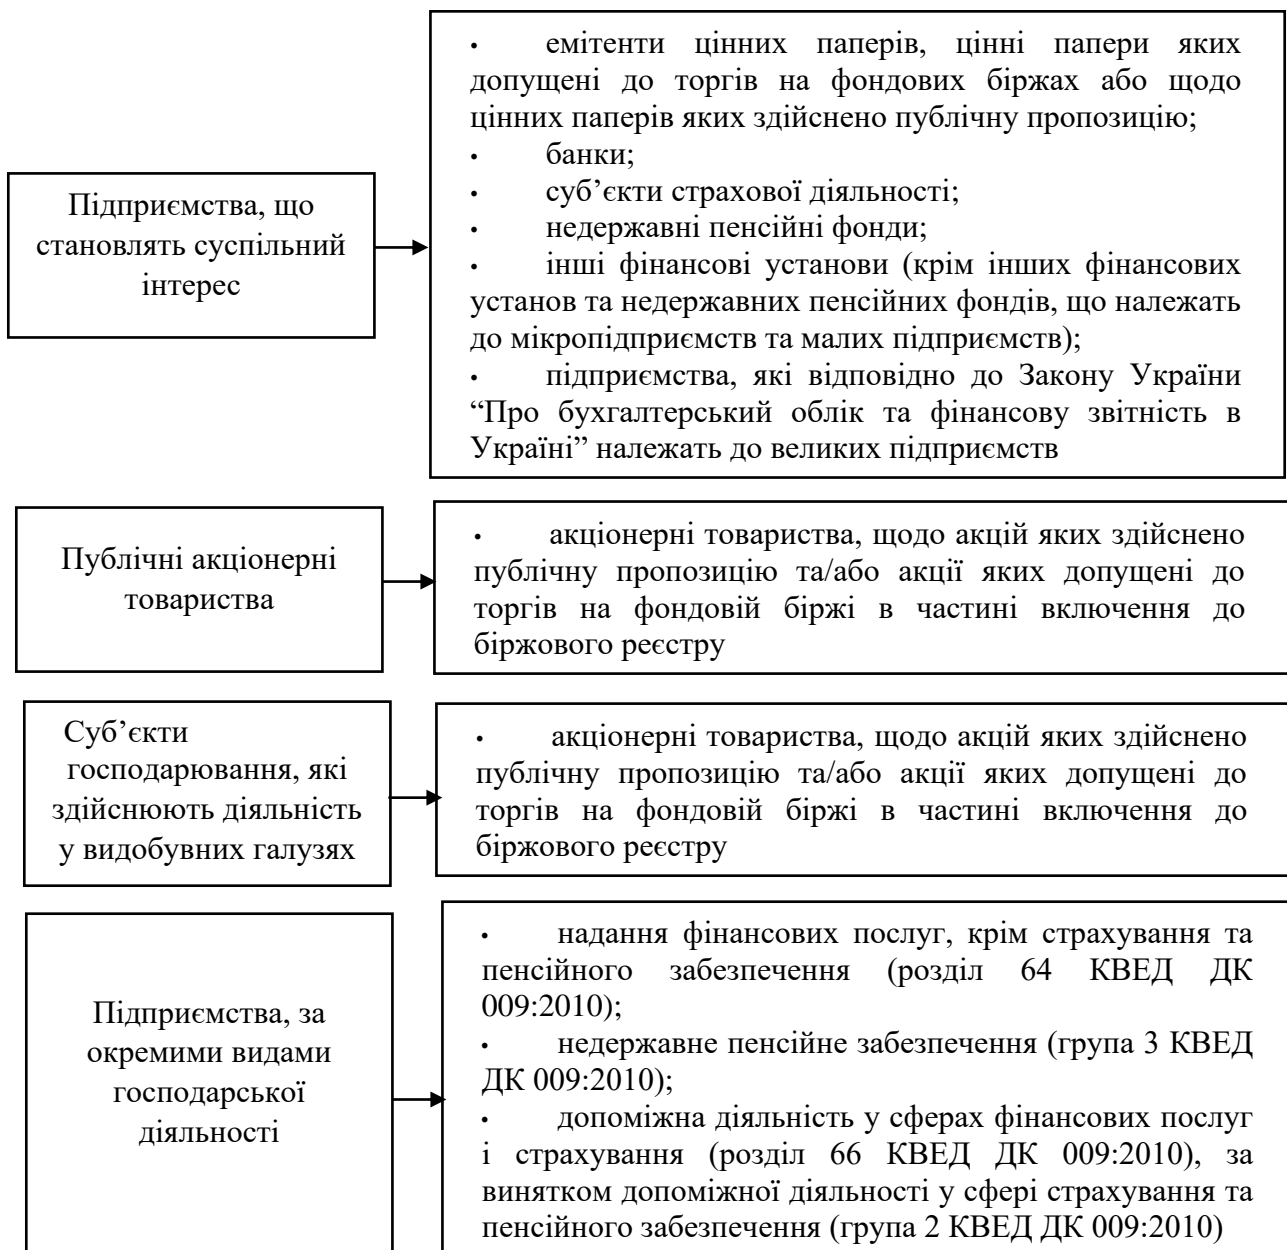 Підприємства, що
становлять суспільний
інтерес
• емітенти цінних паперів, цінні папери яких
допущені до торгів на фондових біржах або щодо
цінних паперів яких здійснено публічну пропозицію;
• банки;
• суб’єкти страхової діяльності;
• недержавні пенсійні фонди;
• інші фінансові установи (крім інших фінансових
установ та недержавних пенсійних фондів, що належать
до мікропідприємств та малих підприємств);
• підприємства, які відповідно до Закону України
“Про бухгалтерський облік та фінансову звітність в
Україні” належать до великих підприємств
Публічні акціонерні
товариства
• акціонерні товариства, щодо акцій яких здійснено
публічну пропозицію та/або акції яких допущені до
торгів на фондовій біржі в частині включення до
біржового реєстру
Суб’єкти
господарювання, які
здійснюють діяльність
у видобувних галузях
• акціонерні товариства, щодо акцій яких здійснено
публічну пропозицію та/або акції яких допущені до
торгів на фондовій біржі в частині включення до
біржового реєстру
Підприємства, за
окремими видами
господарської
діяльності
• надання фінансових послуг, крім страхування та
пенсійного забезпечення (розділ 64 КВЕД ДК
009:2010);
• недержавне пенсійне забезпечення (група 3 КВЕД
ДК 009:2010);
• допоміжна діяльність у сферах фінансових послуг
і страхування (розділ 66 КВЕД ДК 009:2010), за
винятком допоміжної діяльності у сфері страхування та
пенсійного забезпечення (група 2 КВЕД ДК 009:2010)